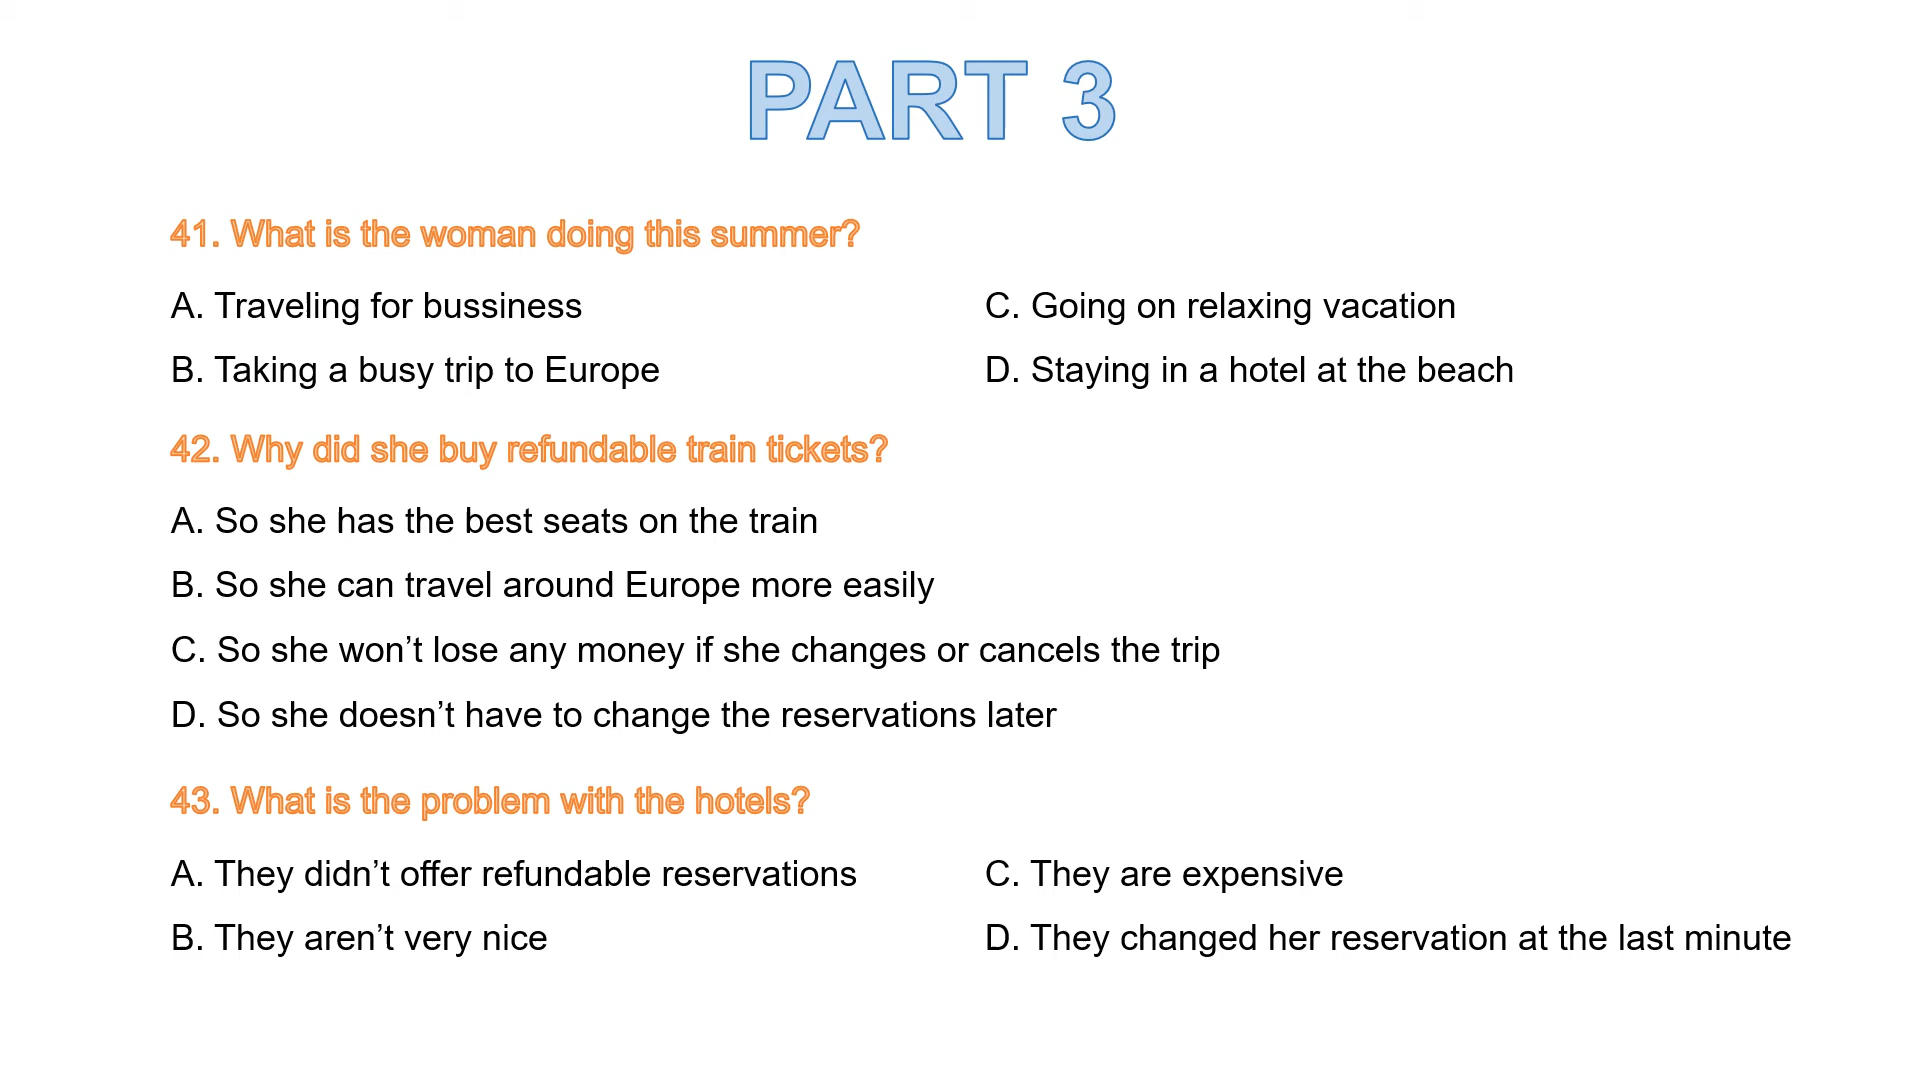 PART 3
41. What is the woman doing this summer?
A. Traveling for bussiness
C. Going on relaxing vacation
B. Taking a busy trip to Europe
D. Staying in a hotel at the beach
42. Why did she buy refundable train tickets?
A. So she has the best seats on the train
B. So she can travel around Europe more easily
C. So she won’t lose any money if she changes or cancels the trip
D. So she doesn’t have to change the reservations later
43. What is the problem with the hotels?
A. They didn’t offer refundable reservations
C. They are expensive
B. They aren’t very nice
D. They changed her reservation at the last minute